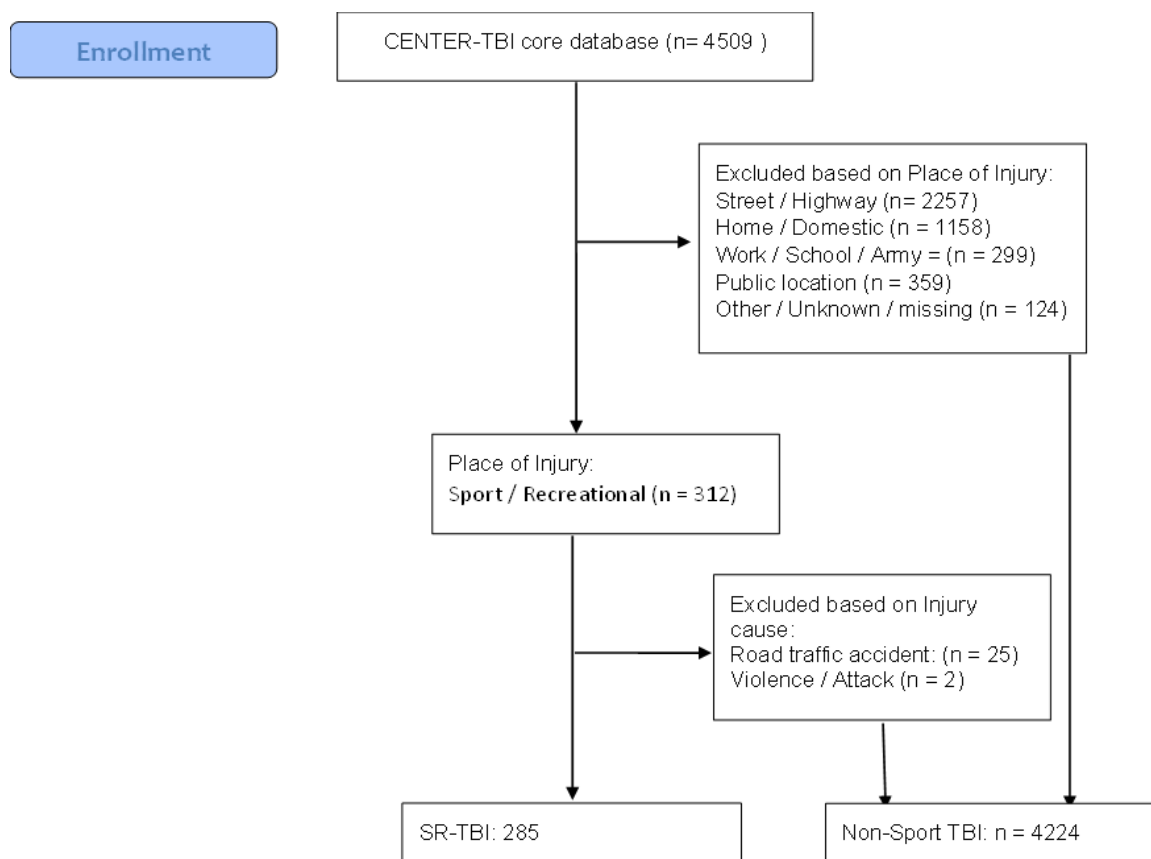 Enrollment
CENTER-TBI core database (n= 4509 )
Excluded based on Place of Injury:
Street / Highway (n= 2257)
Home / Domestic (n = 1158)
Work / School / Army = (n = 299)
Public location (n = 359)
Other / Unknown / missing (n = 124)
Place of Injury:
Sport / Recreational (n = 312)
Excluded based on Injury
cause:
Road traffic accident: (n = 25)
Violence / Attack (n = 2)
SR-TBI: 285
Non-Sport TBI: n = 4224